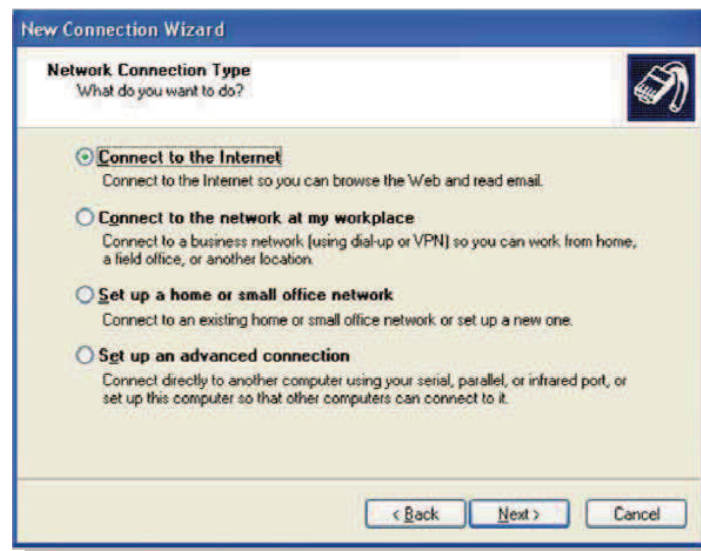 New Connection Wizard
Network Connection Type
What do you want to do?
Connect to the Internet
Connect to the Internet so you can browse the Web and read email.
Connect to the network at my workplace
Connect to a business network (using dial-up or VPN) so you can work from home,
a field office, or another location.
Set up a home or small office network
Connect to an existing home or small office network or set up a new one.
Set up an advanced connection
Connect directly to another computer using your serial, parallel, or infrared port, or
set up this computer so that other computers can connect to it.
< Back Next > Cancel